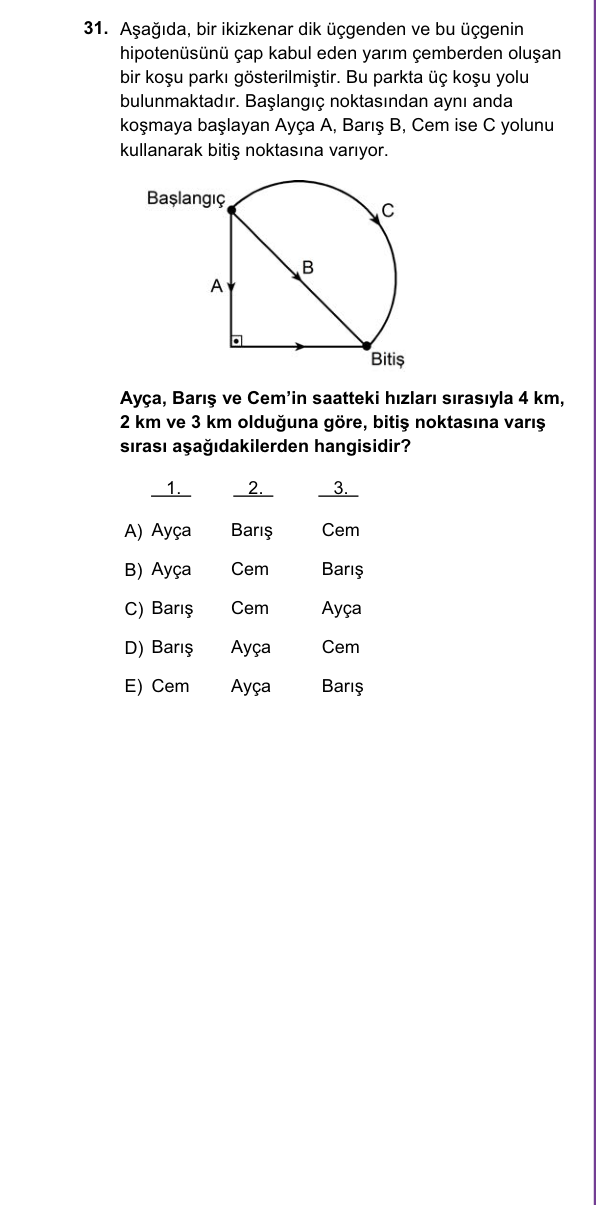 31. Aşağıda, bir ikizkenar dik üçgenden ve bu üçgenin
hipotenüsünü çap kabul eden yarım çemberden oluşan
bir koşu parkı gösterilmiştir. Bu parkta üç koşu yolu
bulunmaktadır. Başlangıç noktasından aynı anda
koşmaya başlayan Ayça A, Barış B, Cem ise C yolunu
kullanarak bitiş noktasına varıyor.
Başlangıç
C
B
A
Bitiş
Ayça, Barış ve Cem'in saatteki hızları sırasıyla 4 km,
2 km ve 3 km olduğuna göre, bitiş noktasına varış
sırası aşağıdakilerden hangisidir?
1. 2. 3.
A) Ayça Barış Cem
B) Ayça Cem Barış
C) Barış Cem Ayça
D) Barış Ayça Cem
E) Cem Ayça Barış